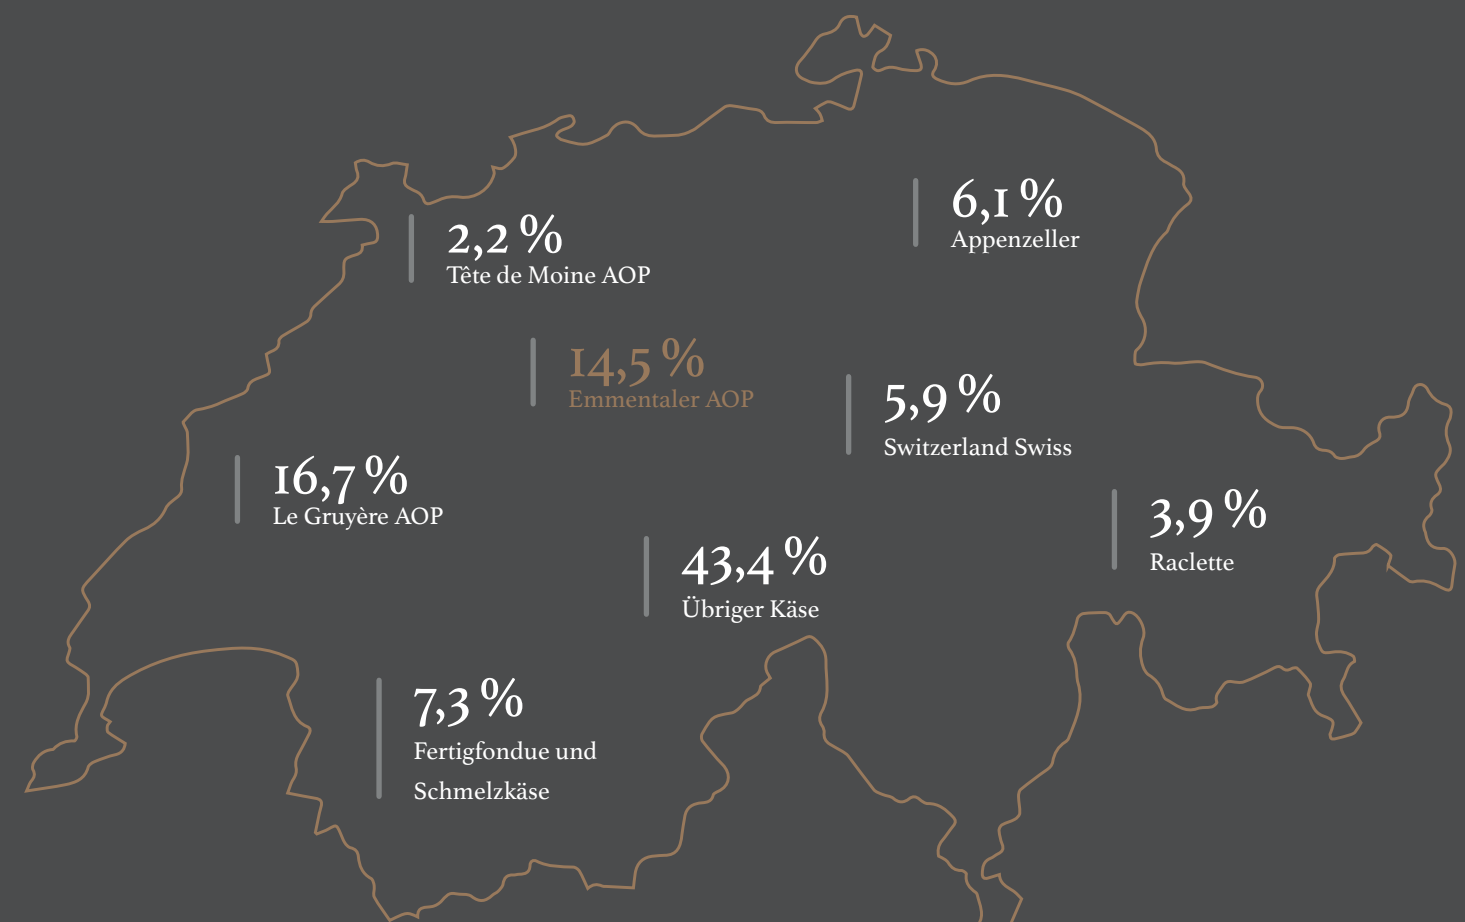 6,1 %
Appenzeller
2,2 %
Tête de Moine AOP
14,5 %
Emmentaler AOP
5,9 %
Switzerland Swiss
16,7 %
Le Gruyère AOP
3,9 %
Raclette
43,4 %
Übriger Käse
7,3 %
Fertigfondue und
Schmelzkäse